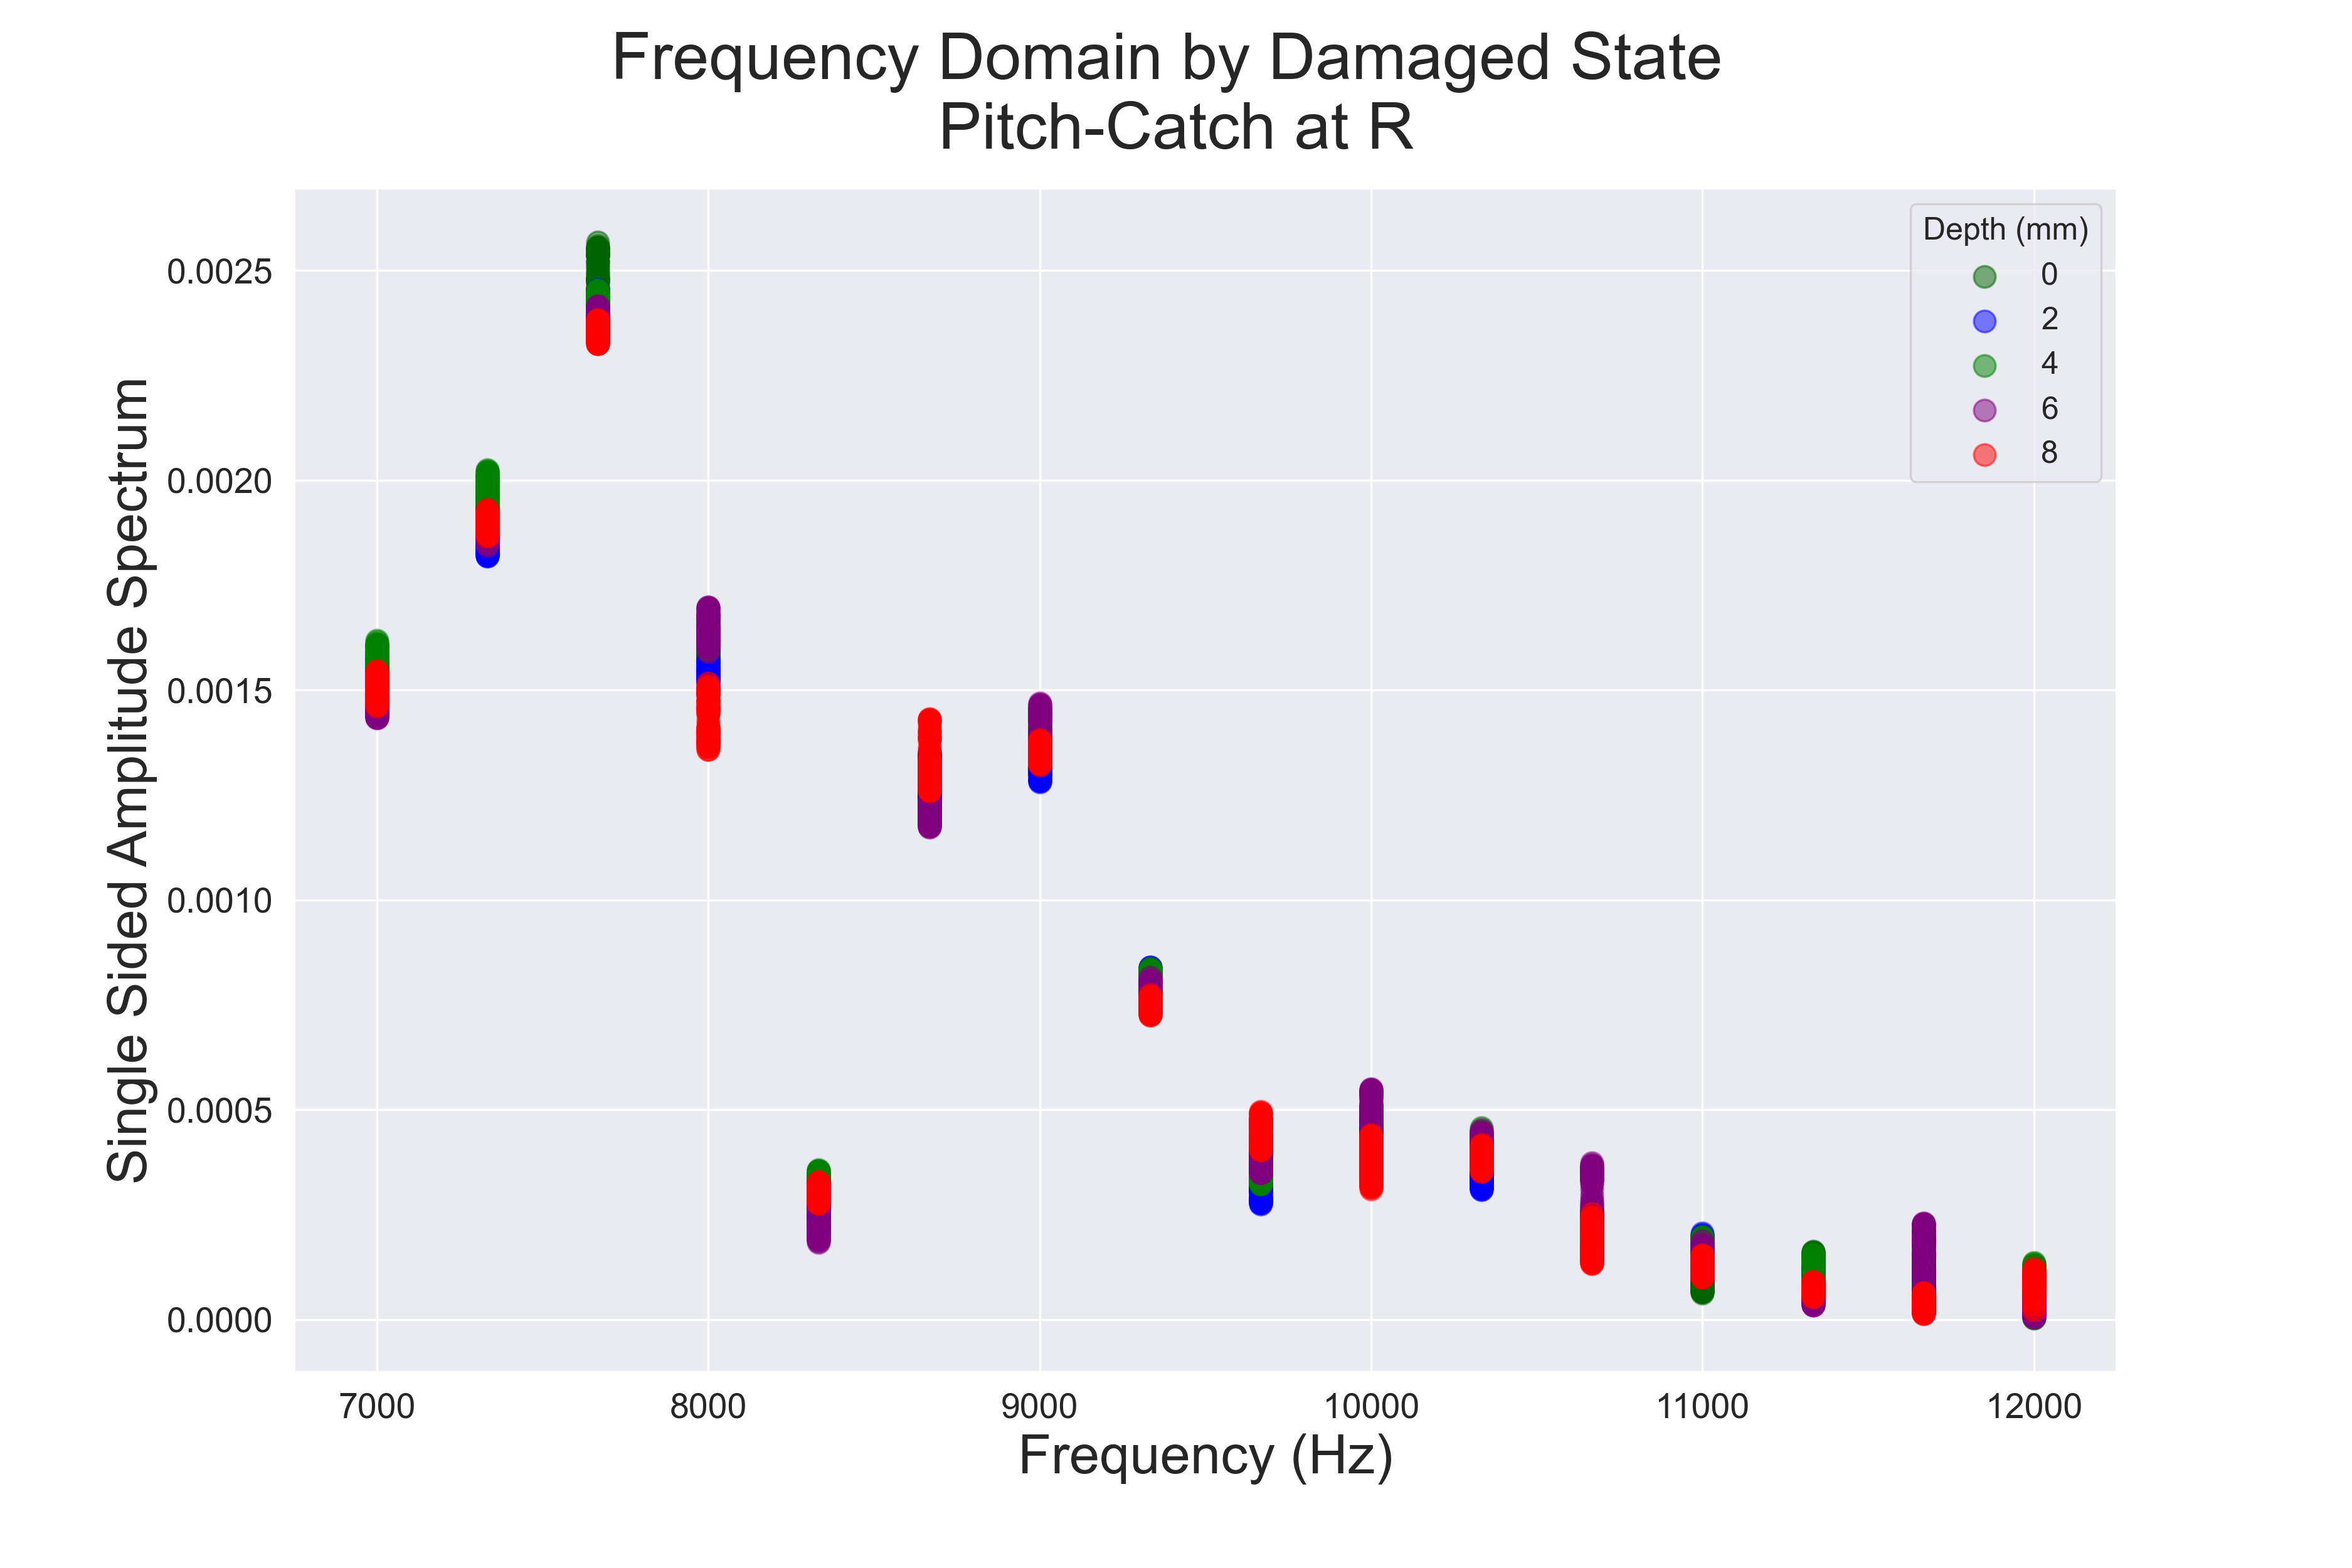 Frequency Domain by Damaged State
Pitch-Catch at R
Single Sided Amplitude Spectrum
0.0025
0.0020
0.0015
0.0010
0.0005
0.0000
Depth (mm)
0
2
4
6
8
7000 8000 9000 10000 11000 12000
Frequency (Hz)